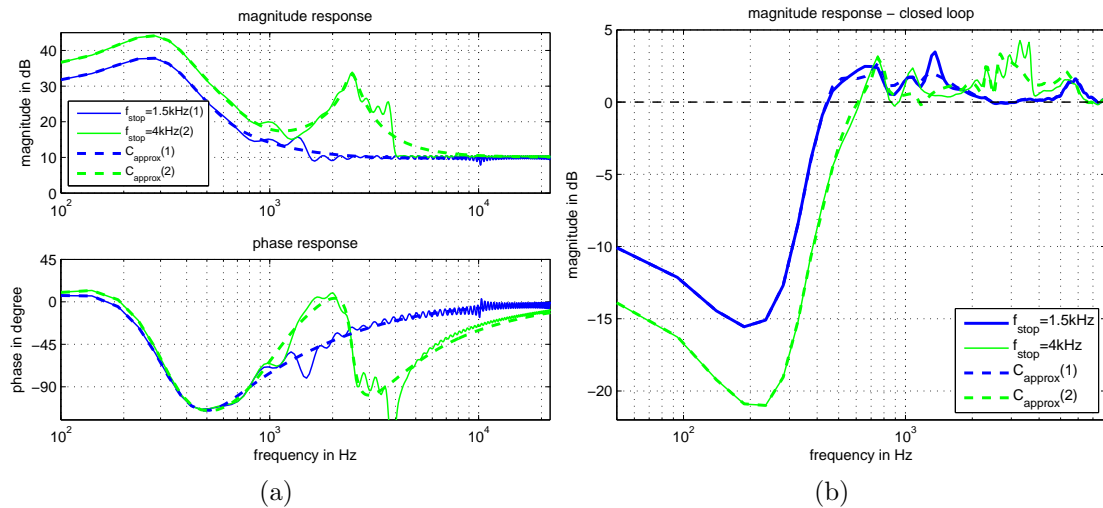 magnitude response
magnitude in dB
40
30
20
10
0
f_stop=1.5kHz(1)
f_stop=4kHz(2)
C_approx(1)
C_approx(2)
10^2
10^3
10^4
phase response
phase in degree
45
0
−45
−90
10^2
10^3
10^4
frequency in Hz
(a)
magnitude response − closed loop
magnitude in dB
5
0
−5
−10
−15
−20
f_stop=1.5kHz
f_stop=4kHz
C_approx(1)
C_approx(2)
10^2
10^3
frequency in Hz
(b)